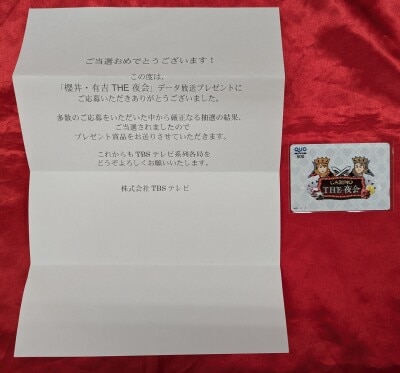 ご当選おめでとうございます！
この度は、
「櫻井・有吉 THE 夜会」データ放送プレゼントに
ご応募いただきありがとうございました。
多数のご応募をいただいた中から厳正なる抽選の結果、
ご当選されましたので
プレゼント賞品をお送りさせていただきます。
これからも TBS テレビ系列各局を
どうぞよろしくお願いいたします。
株式会社 TBS テレビ
QUO
500
CASINO
THE 夜会